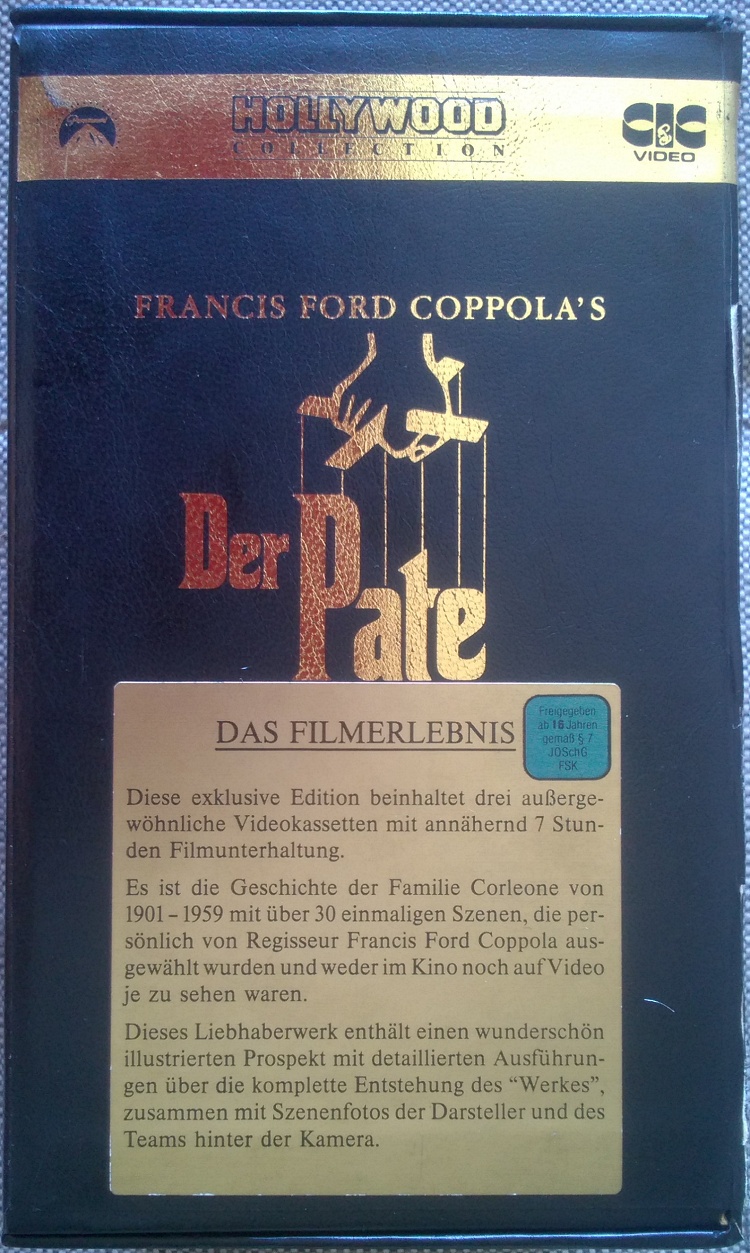 Paramount
HOLLYWOOD
COLLECTION
CIC
&
VIDEO
FRANCIS FORD COPPOLA'S
Der Pate
DAS FILMERLEBNIS
Freigegeben
ab 16 Jahren
gemäß § 7
JÖSchG
FSK
Diese exklusive Edition beinhaltet drei außerge-
wöhnliche Videokassetten mit annähernd 7 Stun-
den Filmunterhaltung.
Es ist die Geschichte der Familie Corleone von
1901 – 1959 mit über 30 einmaligen Szenen, die per-
sönlich von Regisseur Francis Ford Coppola aus-
gewählt wurden und weder im Kino noch auf Video
je zu sehen waren.
Dieses Liebhaberwerk enthält einen wunderschön
illustrierten Prospekt mit detaillierten Ausführun-
gen über die komplette Entstehung des “Werkes”,
zusammen mit Szenenfotos der Darsteller und des
Teams hinter der Kamera.